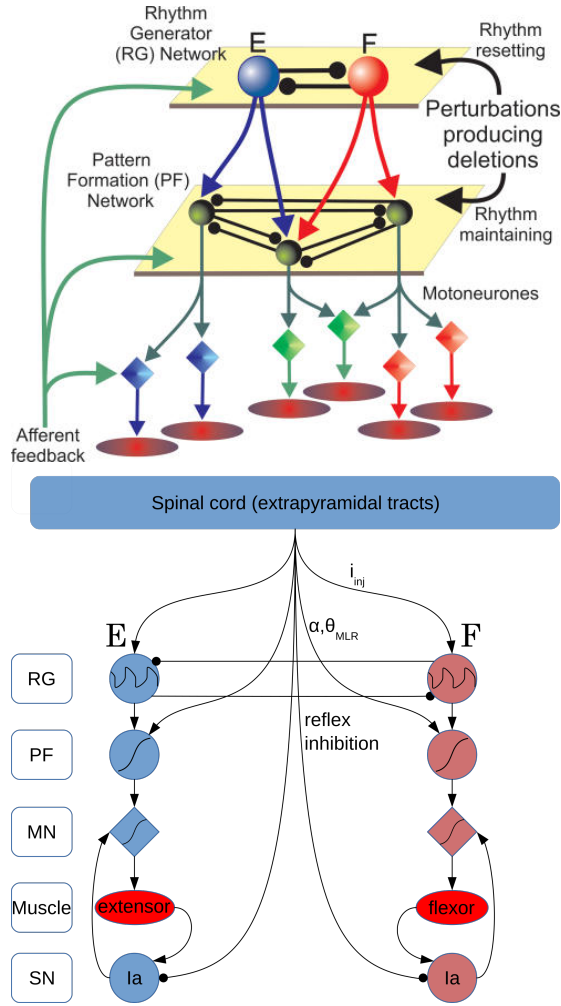 Rhythm
Generator
(RG) Network
E
F
Rhythm
resetting
Perturbations
producing
deletions
Pattern
Formation (PF)
Network
Rhythm
maintaining
Motoneurones
Afferent
feedback
Spinal cord (extrapyramidal tracts)
i inj
α,θ MLR
E
F
RG
reflex
inhibition
PF
MN
Muscle
extensor
flexor
SN
Ia
Ia